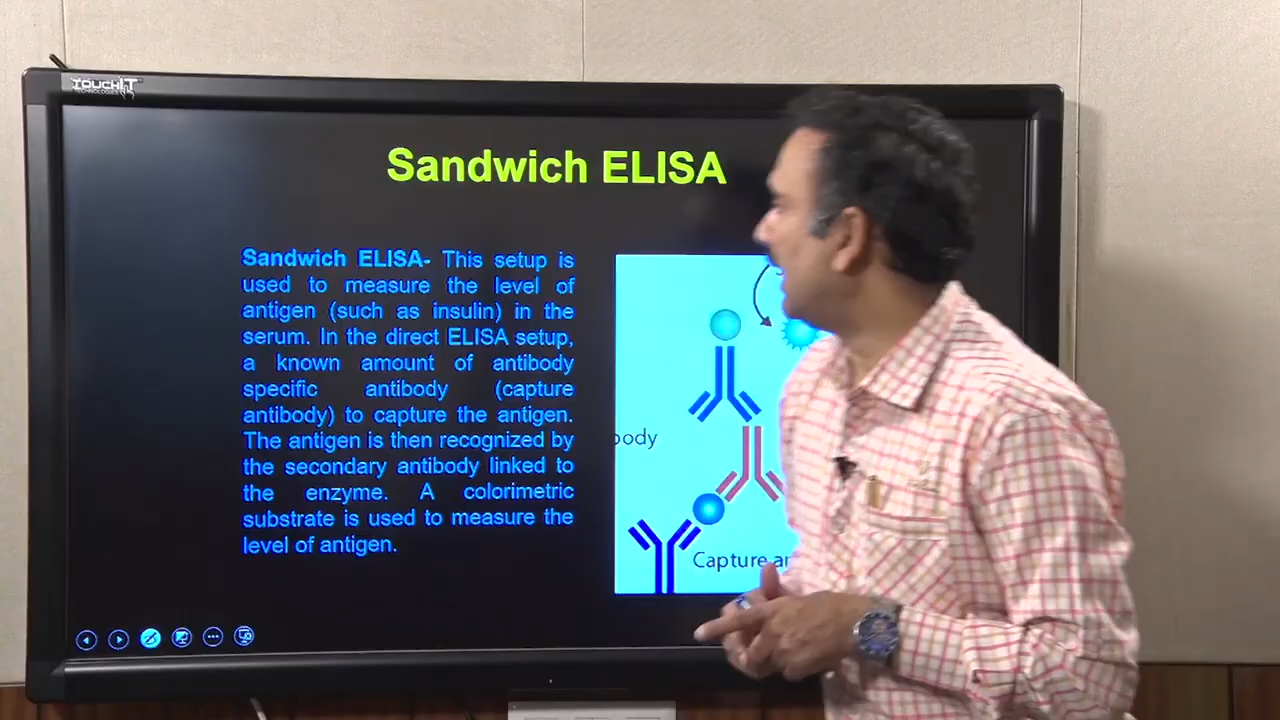 TOUCHIT
TECHNOLOGIES
Sandwich ELISA
Sandwich ELISA- This setup is
used to measure the level of
antigen (such as insulin) in the
serum. In the direct ELISA setup,
a known amount of antibody
specific antibody (capture
antibody) to capture the antigen.
The antigen is then recognized by
the secondary antibody linked to
the enzyme. A colorimetric
substrate is used to measure the
level of antigen.
body
Capture an